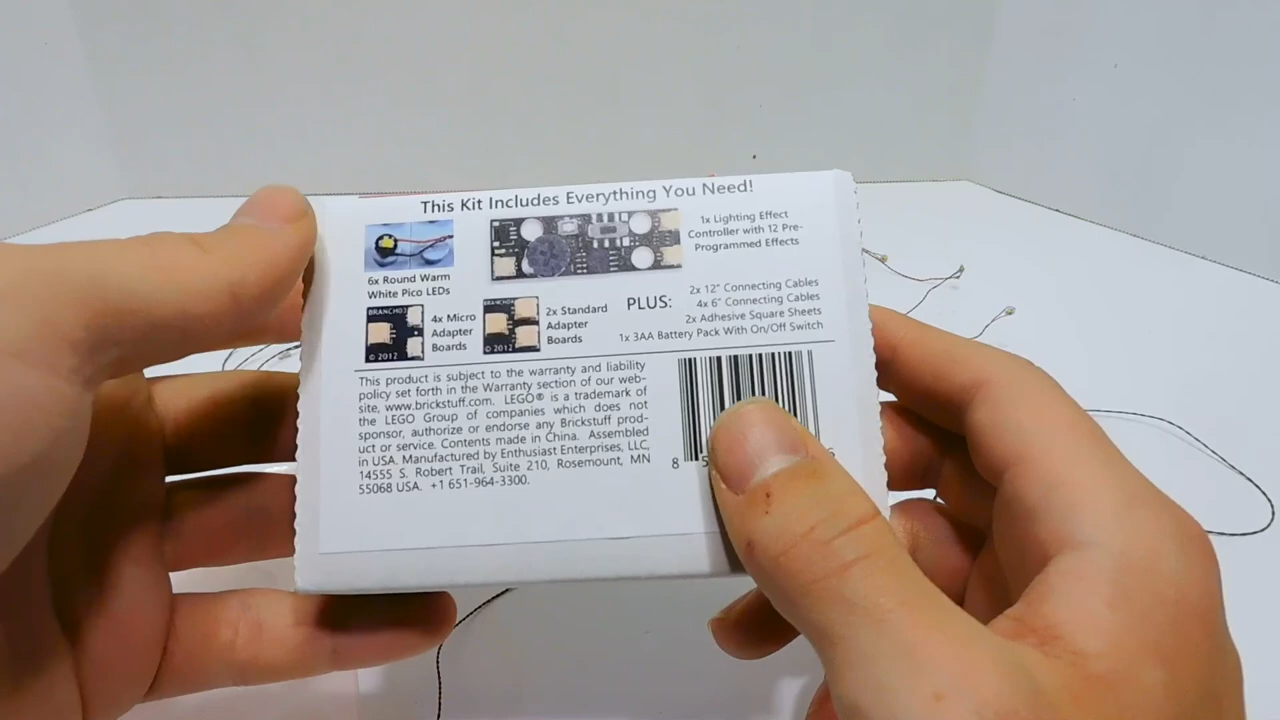 This Kit Includes Everything You Need!
6x Round Warm
White Pico LEDs
1x Lighting Effect
Controller with 12 Pre-
Programmed Effects
© 2012
4x Micro
Adapter
Boards
© 2012
2x Standard
Adapter
Boards
PLUS:
2x 12" Connecting Cables
4x 6" Connecting Cables
2x Adhesive Square Sheets
1x 3AA Battery Pack With On/Off Switch
This product is subject to the warranty and liability
policy set forth in the Warranty section of our web-
site, www.brickstuff.com. LEGO® is a trademark of
the LEGO Group of companies which does not
sponsor, authorize or endorse any Brickstuff prod-
uct or service. Contents made in China. Assembled
in USA. Manufactured by Enthusiast Enterprises, LLC,
14555 S. Robert Trail, Suite 210, Rosemount, MN
55068 USA. +1 651-964-3300.
8